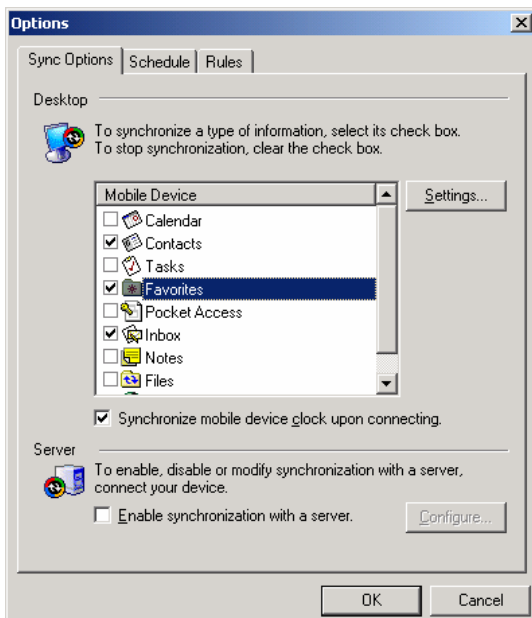 Options
Sync Options Schedule Rules
Desktop
To synchronize a type of information, select its check box.
To stop synchronization, clear the check box.
Mobile Device
Settings...
Calendar
Contacts
Tasks
Favorites
Pocket Access
Inbox
Notes
Files
Synchronize mobile device clock upon connecting.
Server
To enable, disable or modify synchronization with a server,
connect your device.
Enable synchronization with a server.
Configure...
OK Cancel